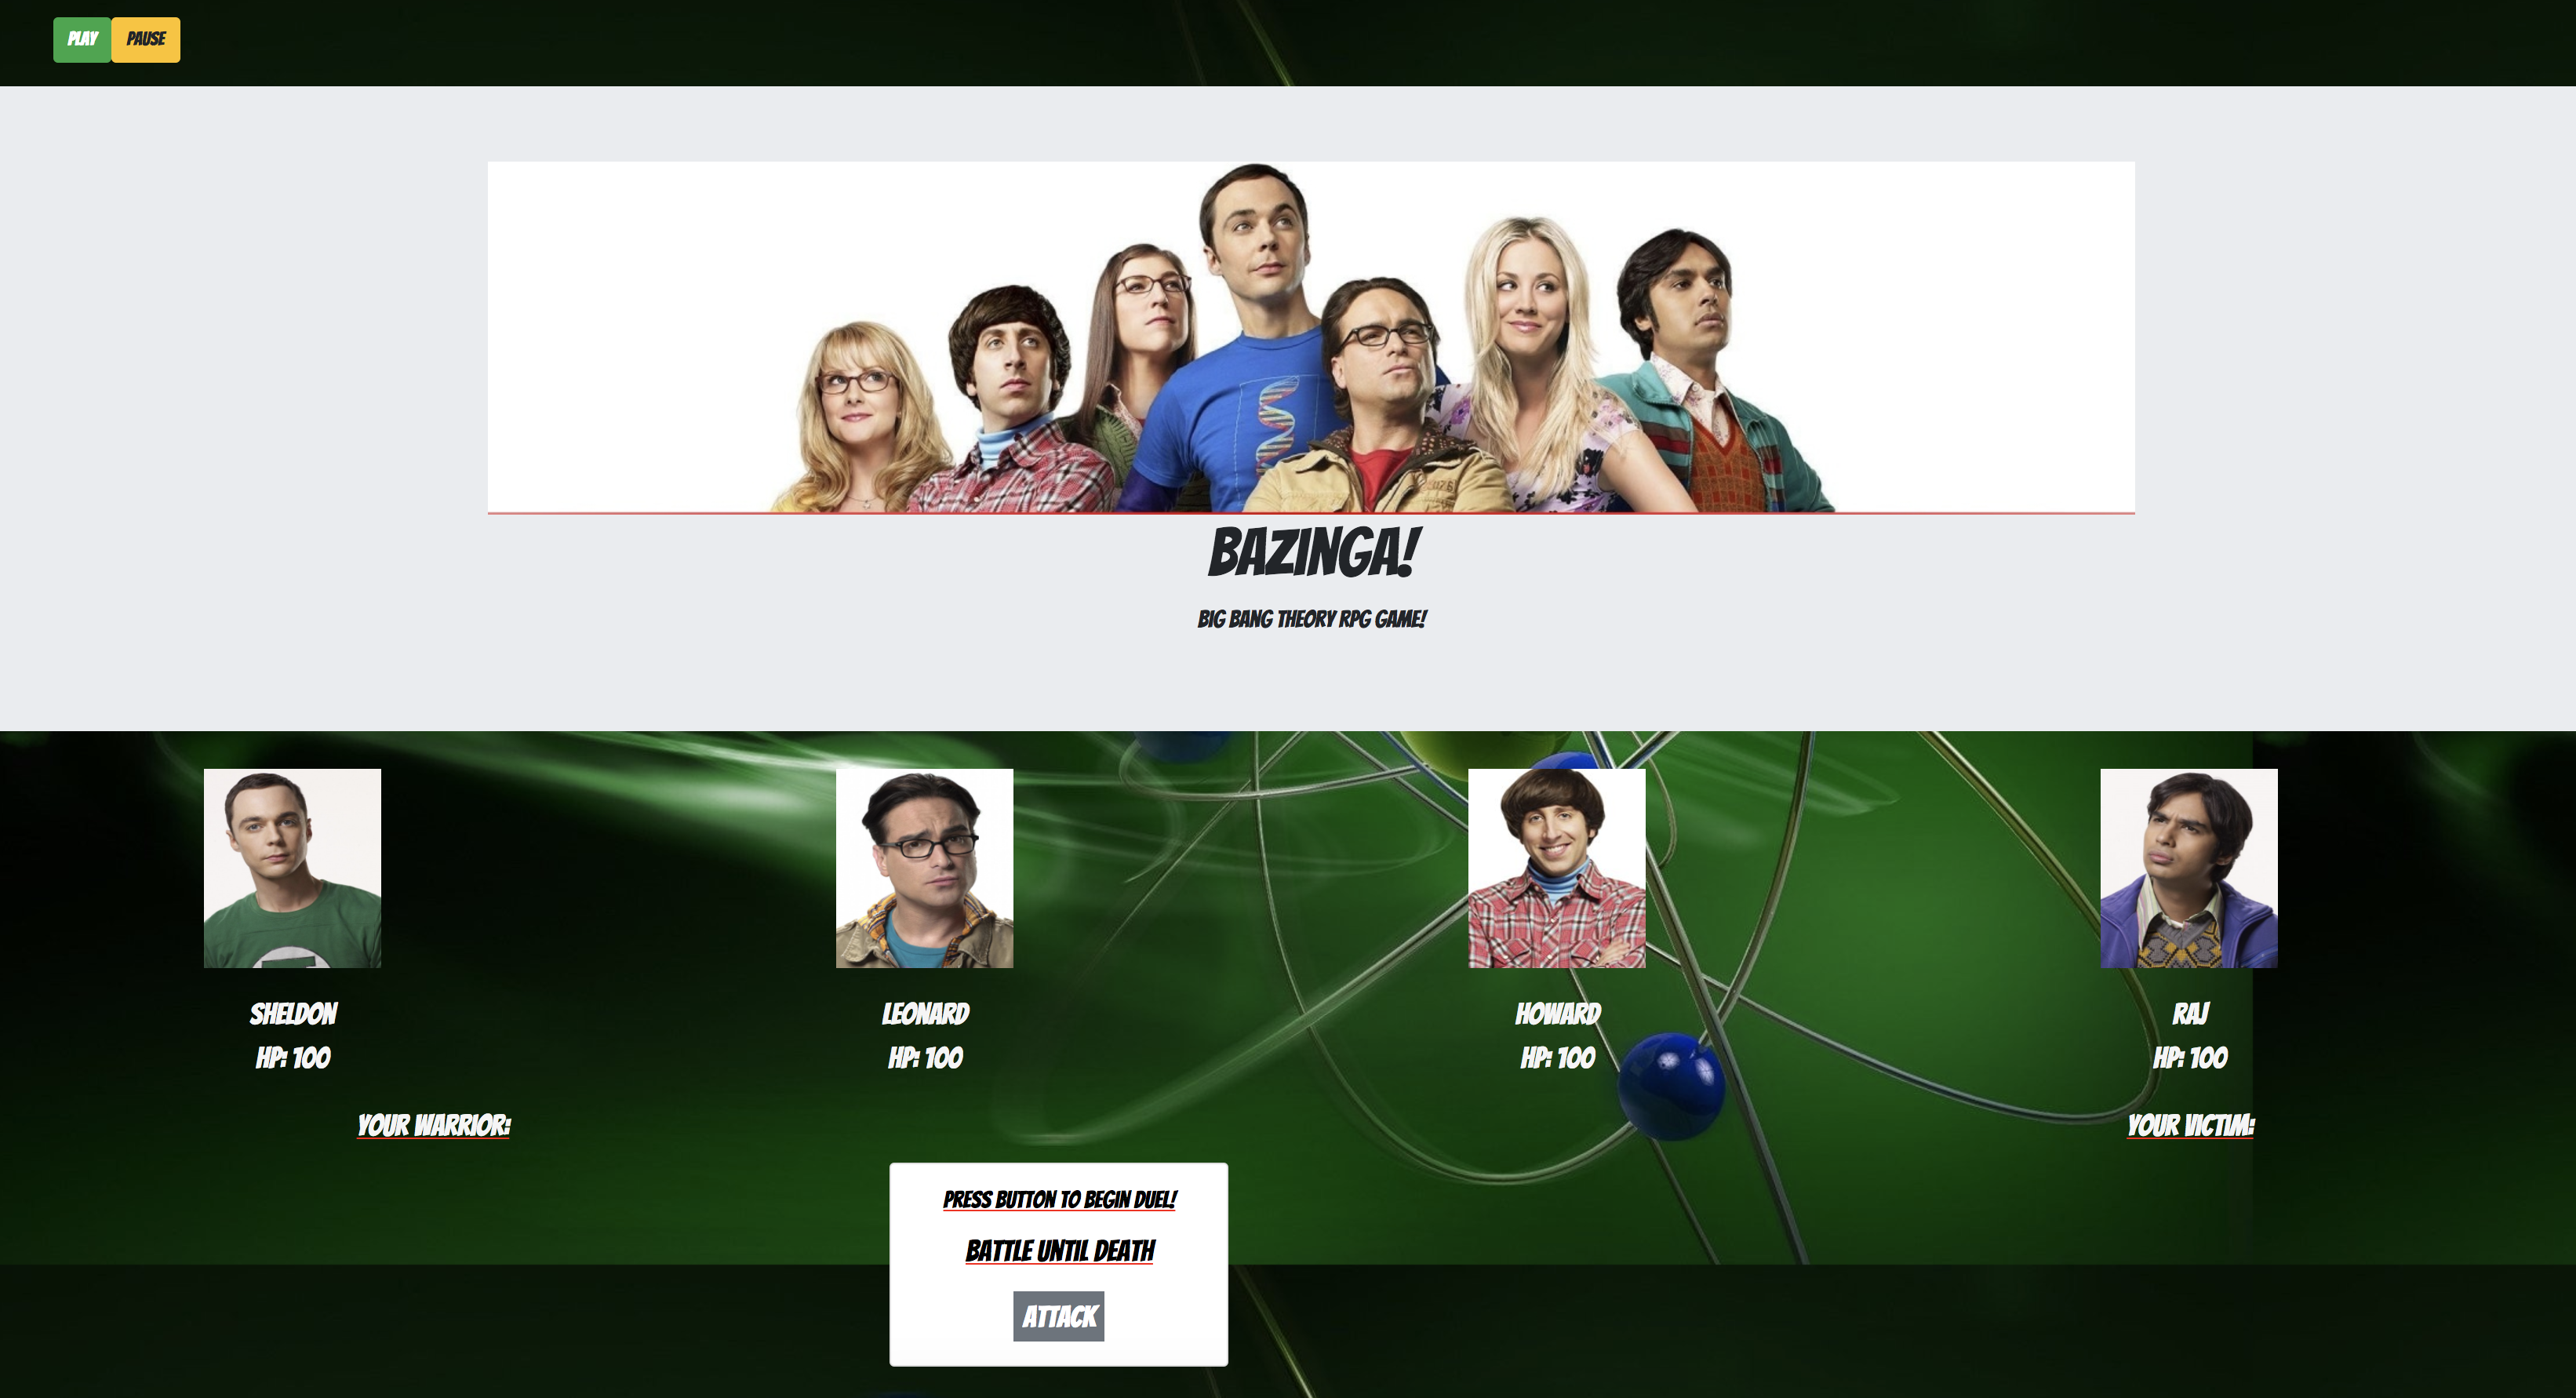 PLAY PAUSE
BAZINGA!
BIG BANG THEORY RPG GAME!
SHELDON
HP: 100
LEONARD
HP: 100
HOWARD
HP: 100
RAJ
HP: 100
YOUR WARRIOR:
YOUR VICTIM:
PRESS BUTTON TO BEGIN DUEL!
BATTLE UNTIL DEATH
ATTACK